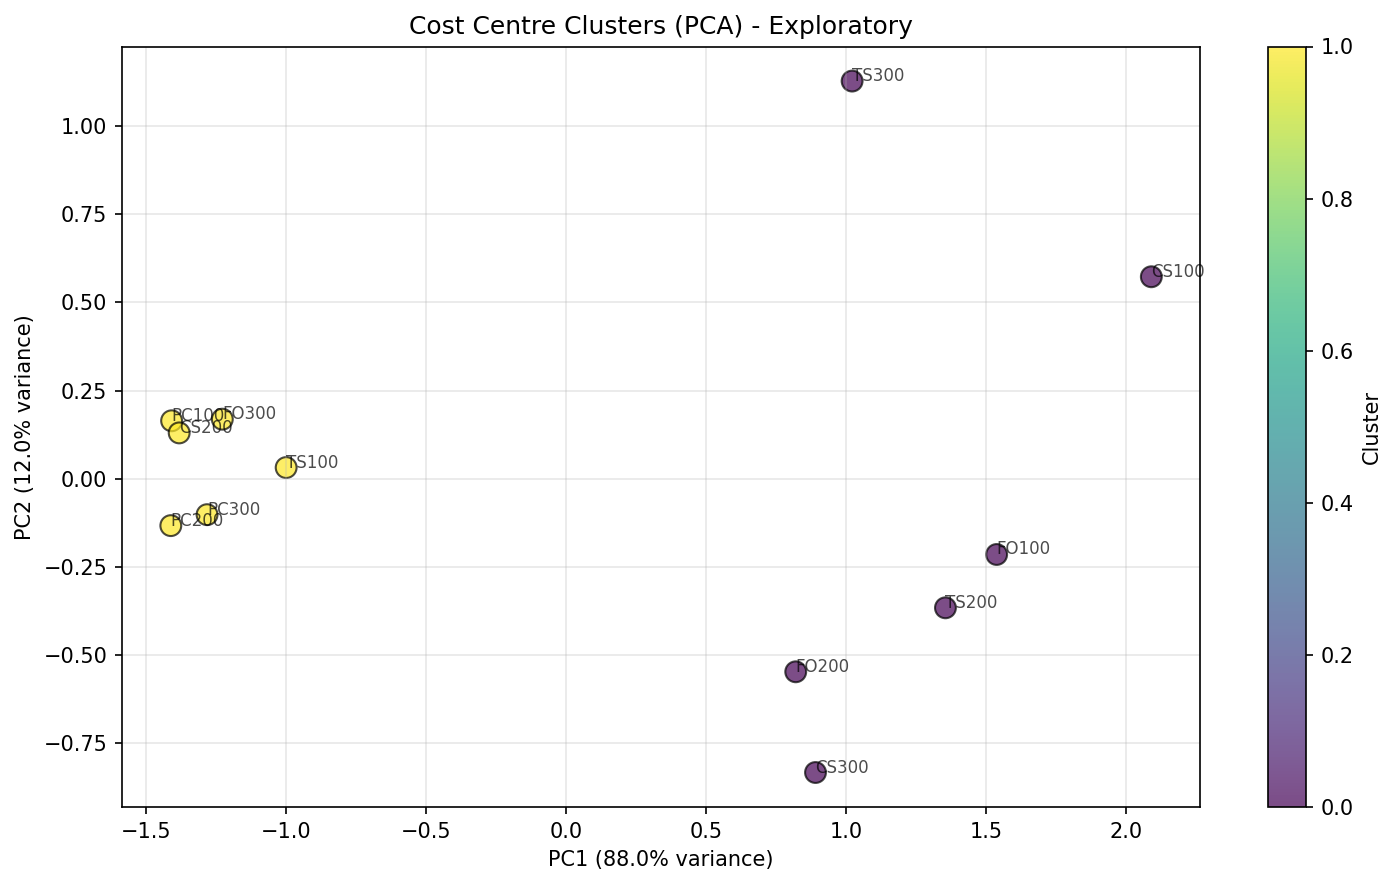 Cost Centre Clusters (PCA) - Exploratory
PC2 (12.0% variance)
1.00
0.75
0.50
0.25
0.00
−0.25
−0.50
−0.75
TS300
CS100
PC100
FO300
CS200
TS100
PC300
PC200
FO100
TS200
FO200
CS300
−1.5
−1.0
−0.5
0.0
0.5
1.0
1.5
2.0
PC1 (88.0% variance)
1.0
0.8
0.6
0.4
0.2
0.0
Cluster